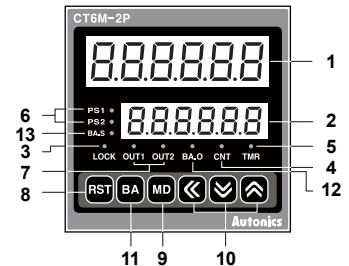 CT6M-2P
8.8.8.8.8.8
1
PS1
6
PS2
8.8.8.8.8.8
2
13
BA.S
3
5
LOCK OUT1 OUT2 BA.O CNT TMR
7
4
8
RST BA MD
12
Autonics
11
9
10